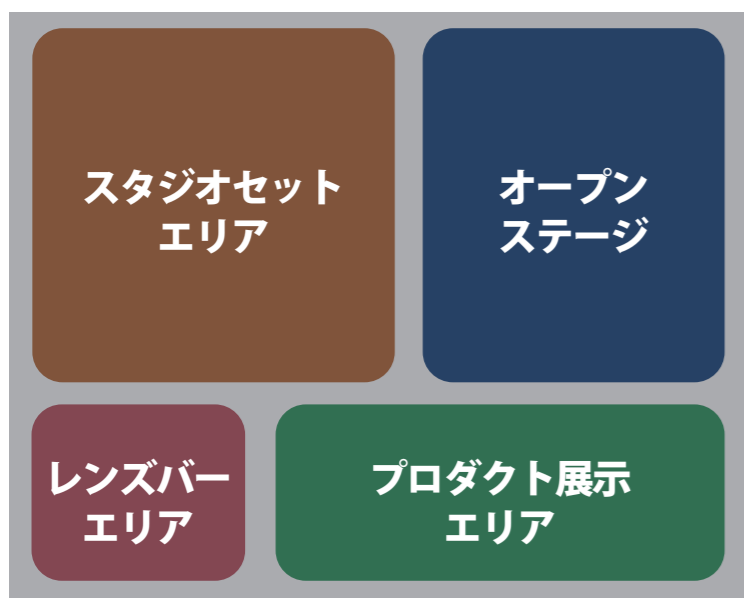 スタジオセット
エリア
オープン
ステージ
レンズバー
エリア
プロダクト展示
エリア